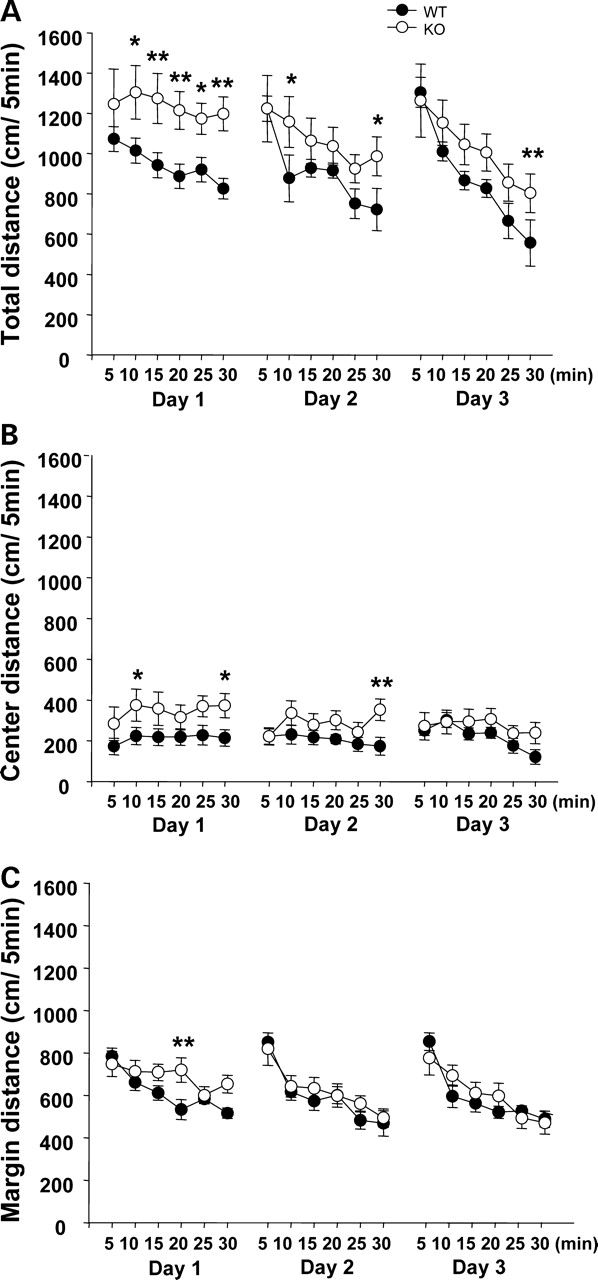 A
WT
KO
Total distance (cm/ 5min)
1600
1400
1200
1000
800
600
400
200
0
* ** ** * **
* *
**
5 10 15 20 25 30 5 10 15 20 25 30 5 10 15 20 25 30 (min)
Day 1 Day 2 Day 3
B
Center distance (cm/ 5min)
1600
1400
1200
1000
800
600
400
200
0
* *
**
5 10 15 20 25 30 5 10 15 20 25 30 5 10 15 20 25 30 (min)
Day 1 Day 2 Day 3
C
Margin distance (cm/ 5min)
1600
1400
1200
1000
800
600
400
200
0
**
5 10 15 20 25 30 5 10 15 20 25 30 5 10 15 20 25 30 (min)
Day 1 Day 2 Day 3